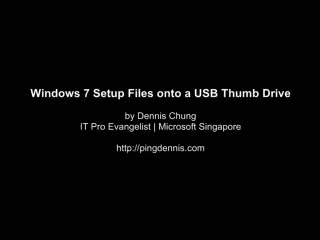 Windows 7 Setup Files onto a USB Thumb Drive
by Dennis Chung
IT Pro Evangelist | Microsoft Singapore
http://pingdennis.com